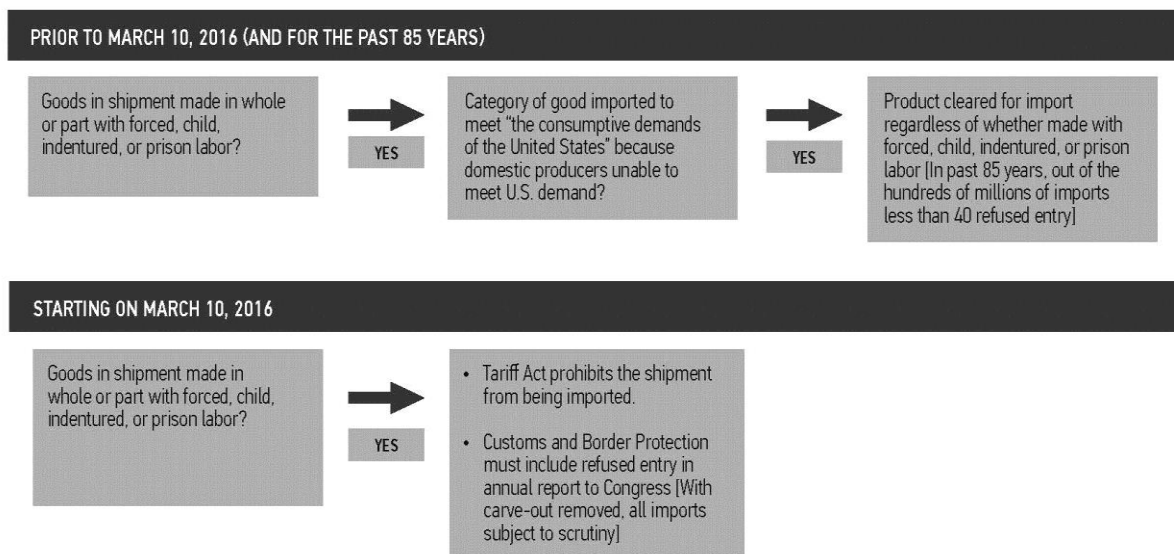 PRIOR TO MARCH 10, 2016 (AND FOR THE PAST 85 YEARS)
Goods in shipment made in whole
or part with forced, child,
indentured, or prison labor?
YES
Category of good imported to
meet “the consumptive demands
of the United States” because
domestic producers unable to
meet U.S. demand?
YES
Product cleared for import
regardless of whether made with
forced, child, indentured, or prison
labor [In past 85 years, out of the
hundreds of millions of imports
less than 40 refused entry]
STARTING ON MARCH 10, 2016
Goods in shipment made in
whole or part with forced, child,
indentured, or prison labor?
YES
• Tariff Act prohibits the shipment
from being imported.
• Customs and Border Protection
must include refused entry in
annual report to Congress [With
carve-out removed, all imports
subject to scrutiny]